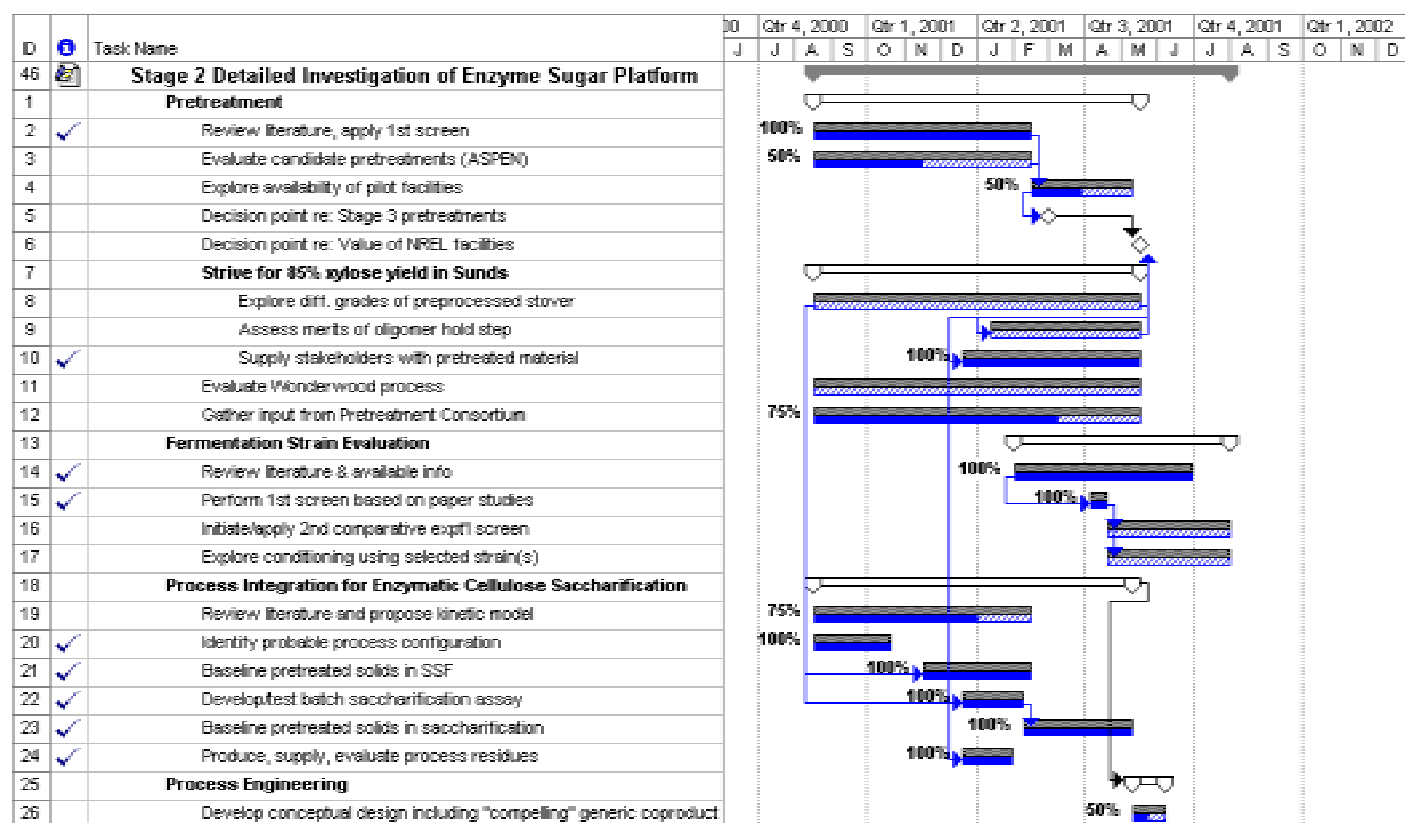 00 Qtr 4, 2000 Qtr 1, 2001 Qtr 2, 2001 Qtr 3, 2001 Qtr 4, 2001 Qtr 1, 2002
ID Task Name J J A S O N D J F M A M J J A S O N D
46 Stage 2 Detailed Investigation of Enzyme Sugar Platform
1 Pretreatment
2 Review literature, apply 1st screen 100%
3 Evaluate candidate pretreatments (ASPEN) 50%
4 Explore availability of pilot facilities 50%
5 Decision point re: Stage 3 pretreatments
6 Decision point re: Value of NREL facilities
7 Strive for 85% xylose yield in Sunds
8 Explore diff. grades of preprocessed stover
9 Assess merits of oligomer hold step
10 Supply stakeholders with pretreated material 100%
11 Evaluate Wonderwood process
12 Gather input from Pretreatment Consortium 75%
13 Fermentation Strain Evaluation
14 Review literature & available info 100%
15 Perform 1st screen based on paper studies 100%
16 Initiate/apply 2nd comparative expt'l screen
17 Explore conditioning using selected strain(s)
18 Process Integration for Enzymatic Cellulose Saccharification
19 Review literature and propose kinetic model 75%
20 Identify probable process configuration 100%
21 Baseline pretreated solids in SSF 100%
22 Develop/test batch saccharification assay 100%
23 Baseline pretreated solids in saccharification 100%
24 Produce, supply, evaluate process residues 100%
25 Process Engineering
26 Develop conceptual design including "compelling" generic coproduct 50%